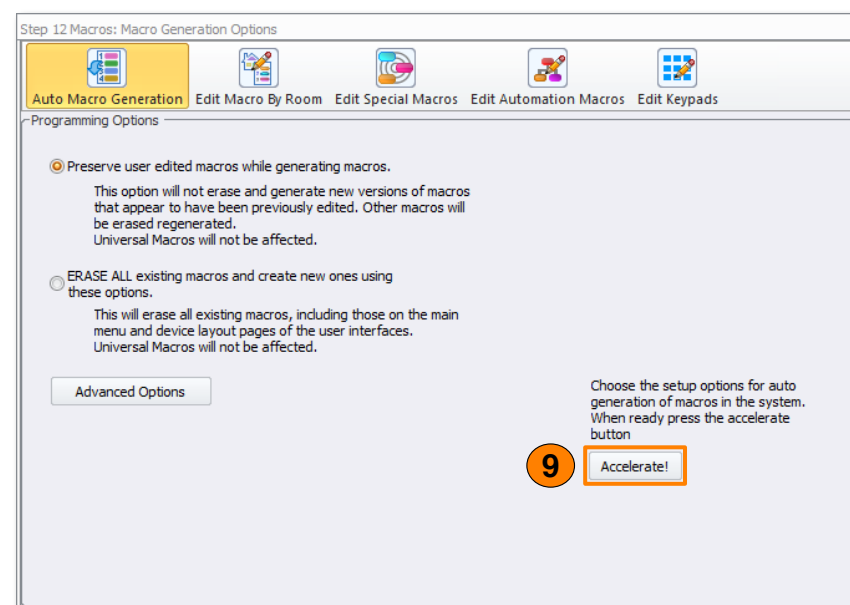 Step 12 Macros: Macro Generation Options
Auto Macro Generation Edit Macro By Room Edit Special Macros Edit Automation Macros Edit Keypads
Programming Options
Preserve user edited macros while generating macros.
This option will not erase and generate new versions of macros
that appear to have been previously edited. Other macros will
be erased regenerated.
Universal Macros will not be affected.
ERASE ALL existing macros and create new ones using
these options.
This will erase all existing macros, including those on the main
menu and device layout pages of the user interfaces.
Universal Macros will not be affected.
Advanced Options
Choose the setup options for auto
generation of macros in the system.
When ready press the accelerate
button
9
Accelerate!